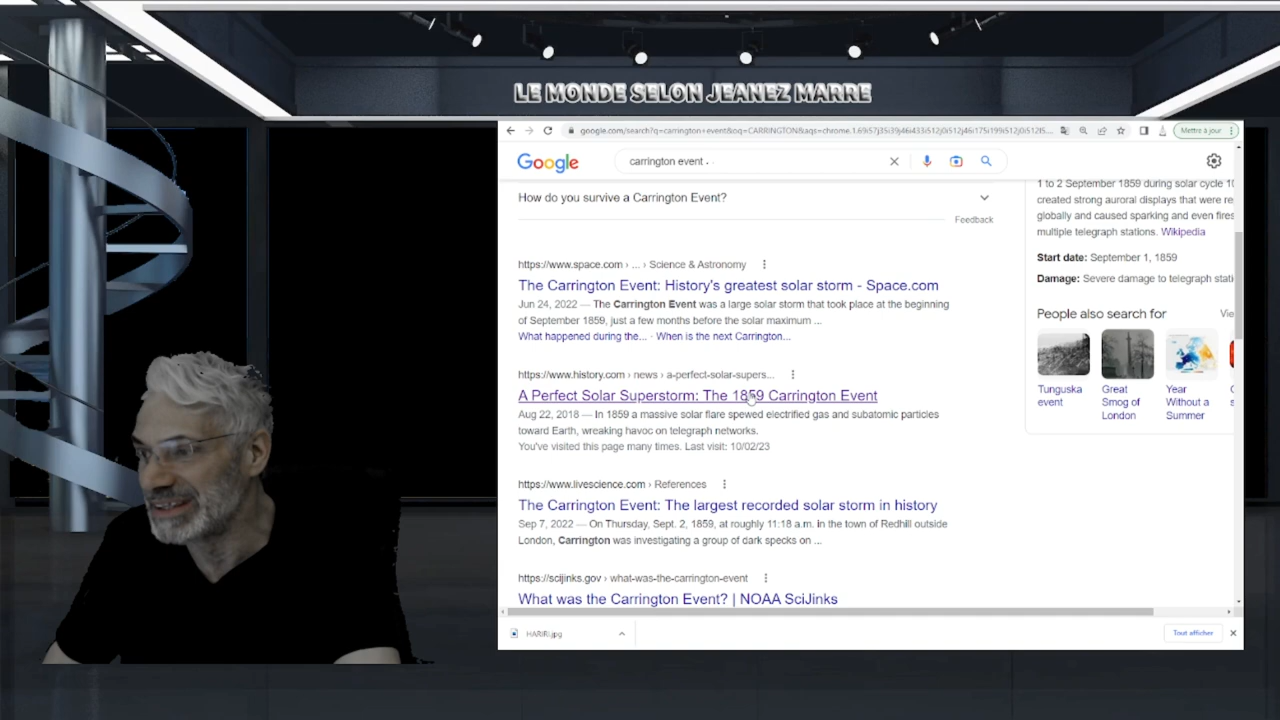 LE MONDE SELON JEANEZ MARRE
Mettre à jour
Google
carrington event .
How do you survive a Carrington Event?
Feedback
https://www.space.com › ... › Science & Astronomy
The Carrington Event: History's greatest solar storm - Space.com
Jun 24, 2022 — The Carrington Event was a large solar storm that took place at the beginning
of September 1859, just a few months before the solar maximum ...
What happened during the... · When is the next Carrington...
https://www.history.com › news › a-perfect-solar-supers...
A Perfect Solar Superstorm: The 1859 Carrington Event
Aug 22, 2018 — In 1859 a massive solar flare spewed electrified gas and subatomic particles
toward Earth, wreaking havoc on telegraph networks.
You've visited this page many times. Last visit: 10/02/23
https://www.livescience.com › References
The Carrington Event: The largest recorded solar storm in history
Sep 7, 2022 — On Thursday, Sept. 2, 1859, at roughly 11:18 a.m. in the town of Redhill outside
London, Carrington was investigating a group of dark specks on ...
https://scijinks.gov › what-was-the-carrington-event
What was the Carrington Event? | NOAA SciJinks
1 to 2 September 1859 during solar cycle 10
created strong auroral displays that were re
globally and caused sparking and even fires
multiple telegraph stations. Wikipedia
Start date: September 1, 1859
Damage: Severe damage to telegraph stati
People also search for
Vie
Tunguska
event
Great
Smog of
London
Year
Without a
Summer
HARIRI.jpg
Tout afficher